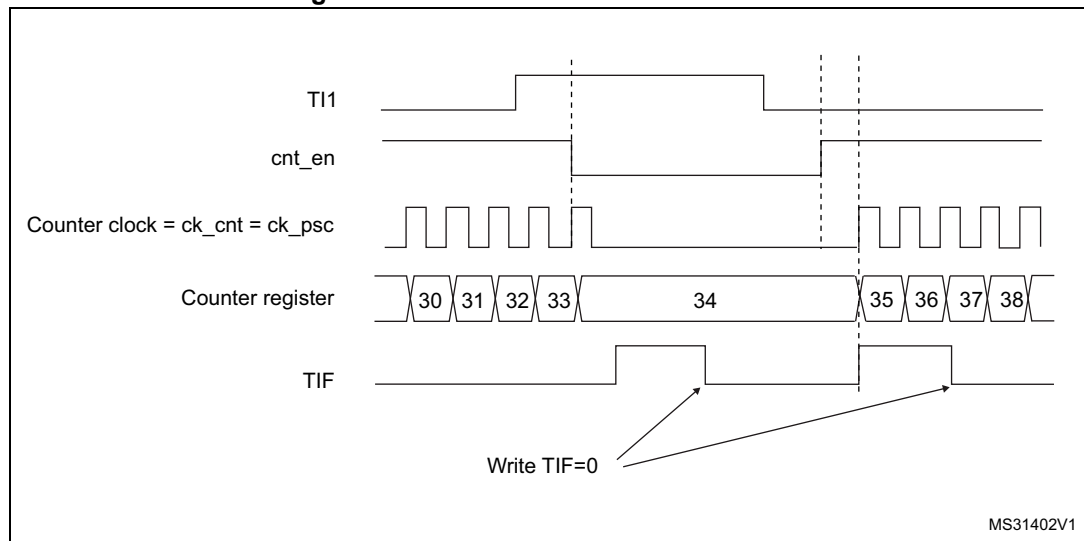 TI1
cnt_en
Counter clock = ck_cnt = ck_psc
Counter register 30 31 32 33 34 35 36 37 38
TIF
Write TIF=0
MS31402V1